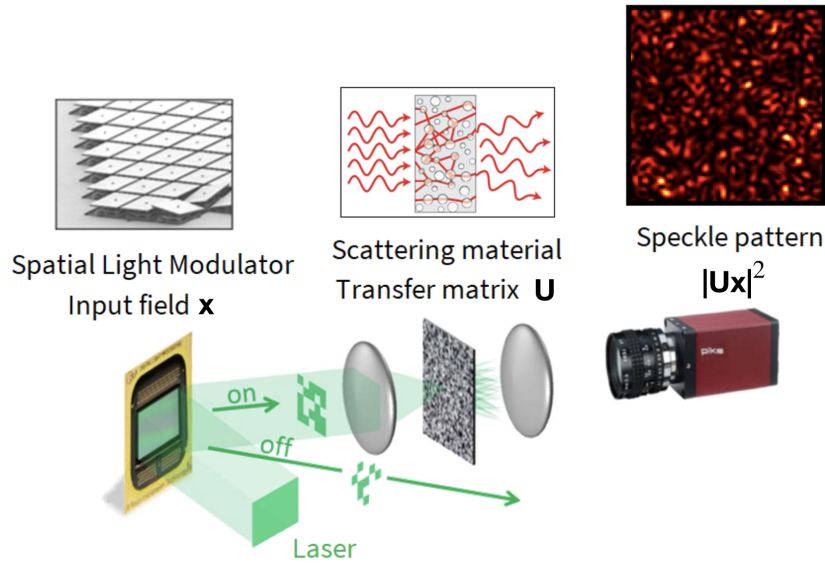 Spatial Light Modulator
Input field x
Scattering material
Transfer matrix U
Speckle pattern
|Ux|²
on
off
Laser
pike